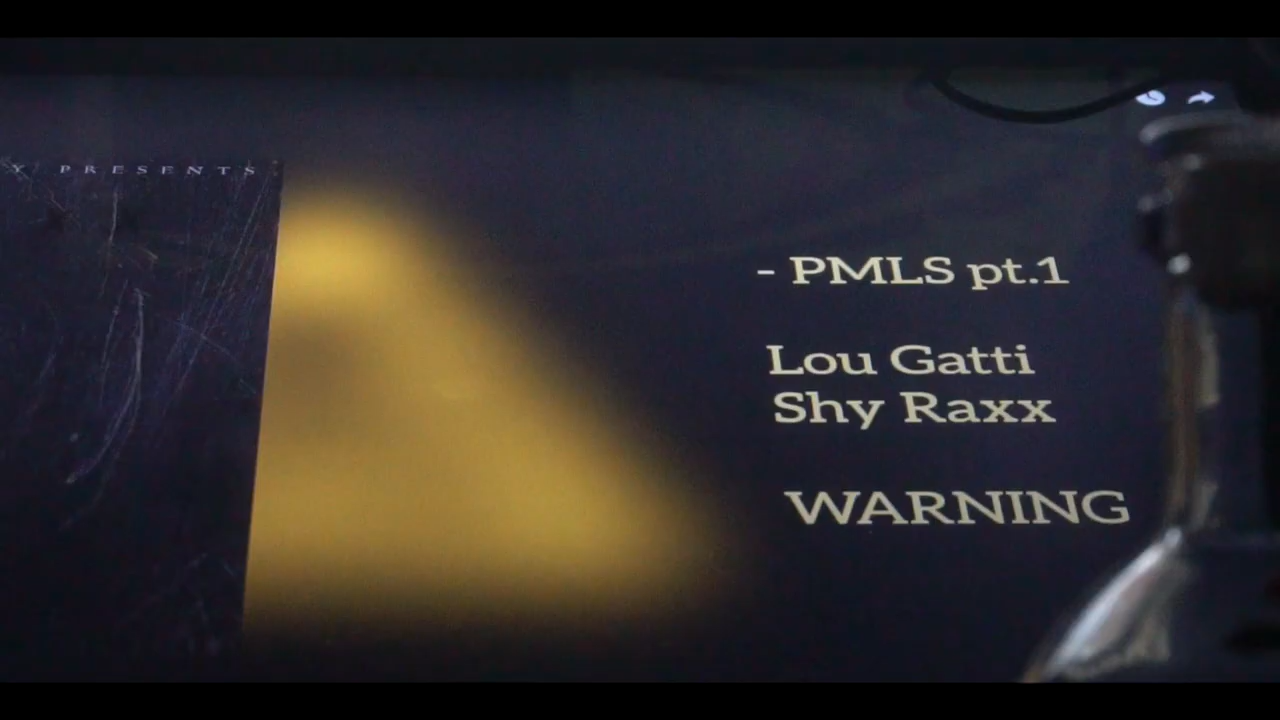 PRESENTS
- PMLS pt.1
Lou Gatti
Shy Raxx
WARNING